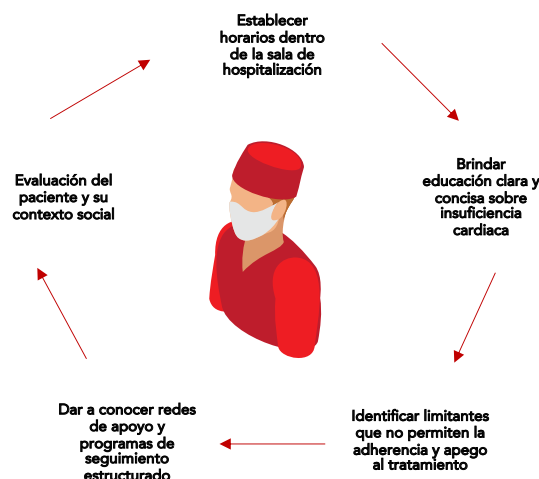 Establecer
horarios dentro
de la sala de
hospitalización
Brindar
educación clara y
concisa sobre
insuficiencia
cardiaca
Identificar limitantes
que no permiten la
adherencia y apego
al tratamiento
Dar a conocer redes
de apoyo y
programas de
seguimiento
estructurado
Evaluación del
paciente y su
contexto social